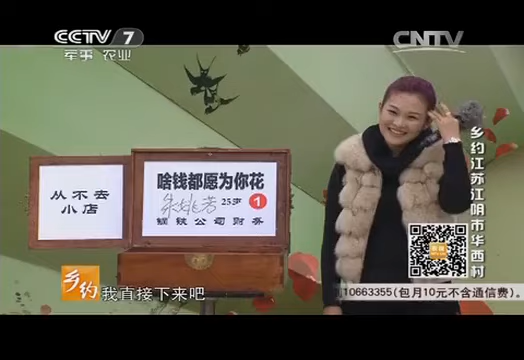 CCTV 7
军事·农业
CNTV
啥钱都愿为你花
25岁
1
钢铁公司财务
从不去
小店
乡约江苏江阴市华西村
乡约
我直接下来吧
10663355(包月10元不含通信费)。